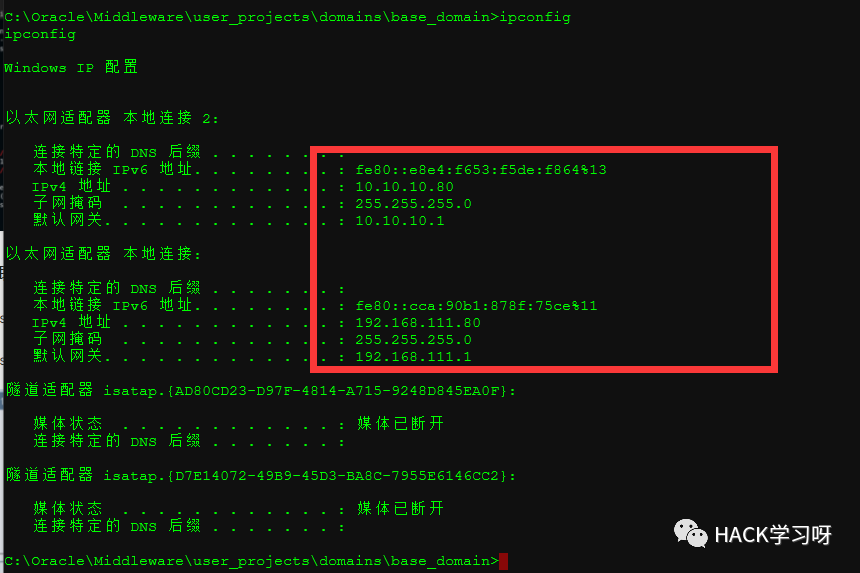 C:\Oracle\Middleware\user_projects\domains\base_domain>ipconfig
ipconfig
Windows IP 配置
以太网适配器 本地连接 2:
连接特定的 DNS 后缀 . . . . . . . :
本地链接 IPv6 地址. . . . . . . . : fe80::e8e4:f653:f5de:f864%13
IPv4 地址 . . . . . . . . . . . . : 10.10.10.80
子网掩码 . . . . . . . . . . . . : 255.255.255.0
默认网关. . . . . . . . . . . . . : 10.10.10.1
以太网适配器 本地连接:
连接特定的 DNS 后缀 . . . . . . . :
本地链接 IPv6 地址. . . . . . . . : fe80::cca:90b1:878f:75ce%11
IPv4 地址 . . . . . . . . . . . . : 192.168.111.80
子网掩码 . . . . . . . . . . . . : 255.255.255.0
默认网关. . . . . . . . . . . . . : 192.168.111.1
隧道适配器 isatap.{AD80CD23-D97F-4814-A715-9248D845EA0F}:
媒体状态 . . . . . . . . . . . . : 媒体已断开
连接特定的 DNS 后缀 . . . . . . . :
隧道适配器 isatap.{D7E14072-49B9-45D3-BA8C-7955E6146CC2}:
媒体状态 . . . . . . . . . . . . : 媒体已断开
连接特定的 DNS 后缀 . . . . . . . :
HACK学习呀
C:\Oracle\Middleware\user_projects\domains\base_domain>